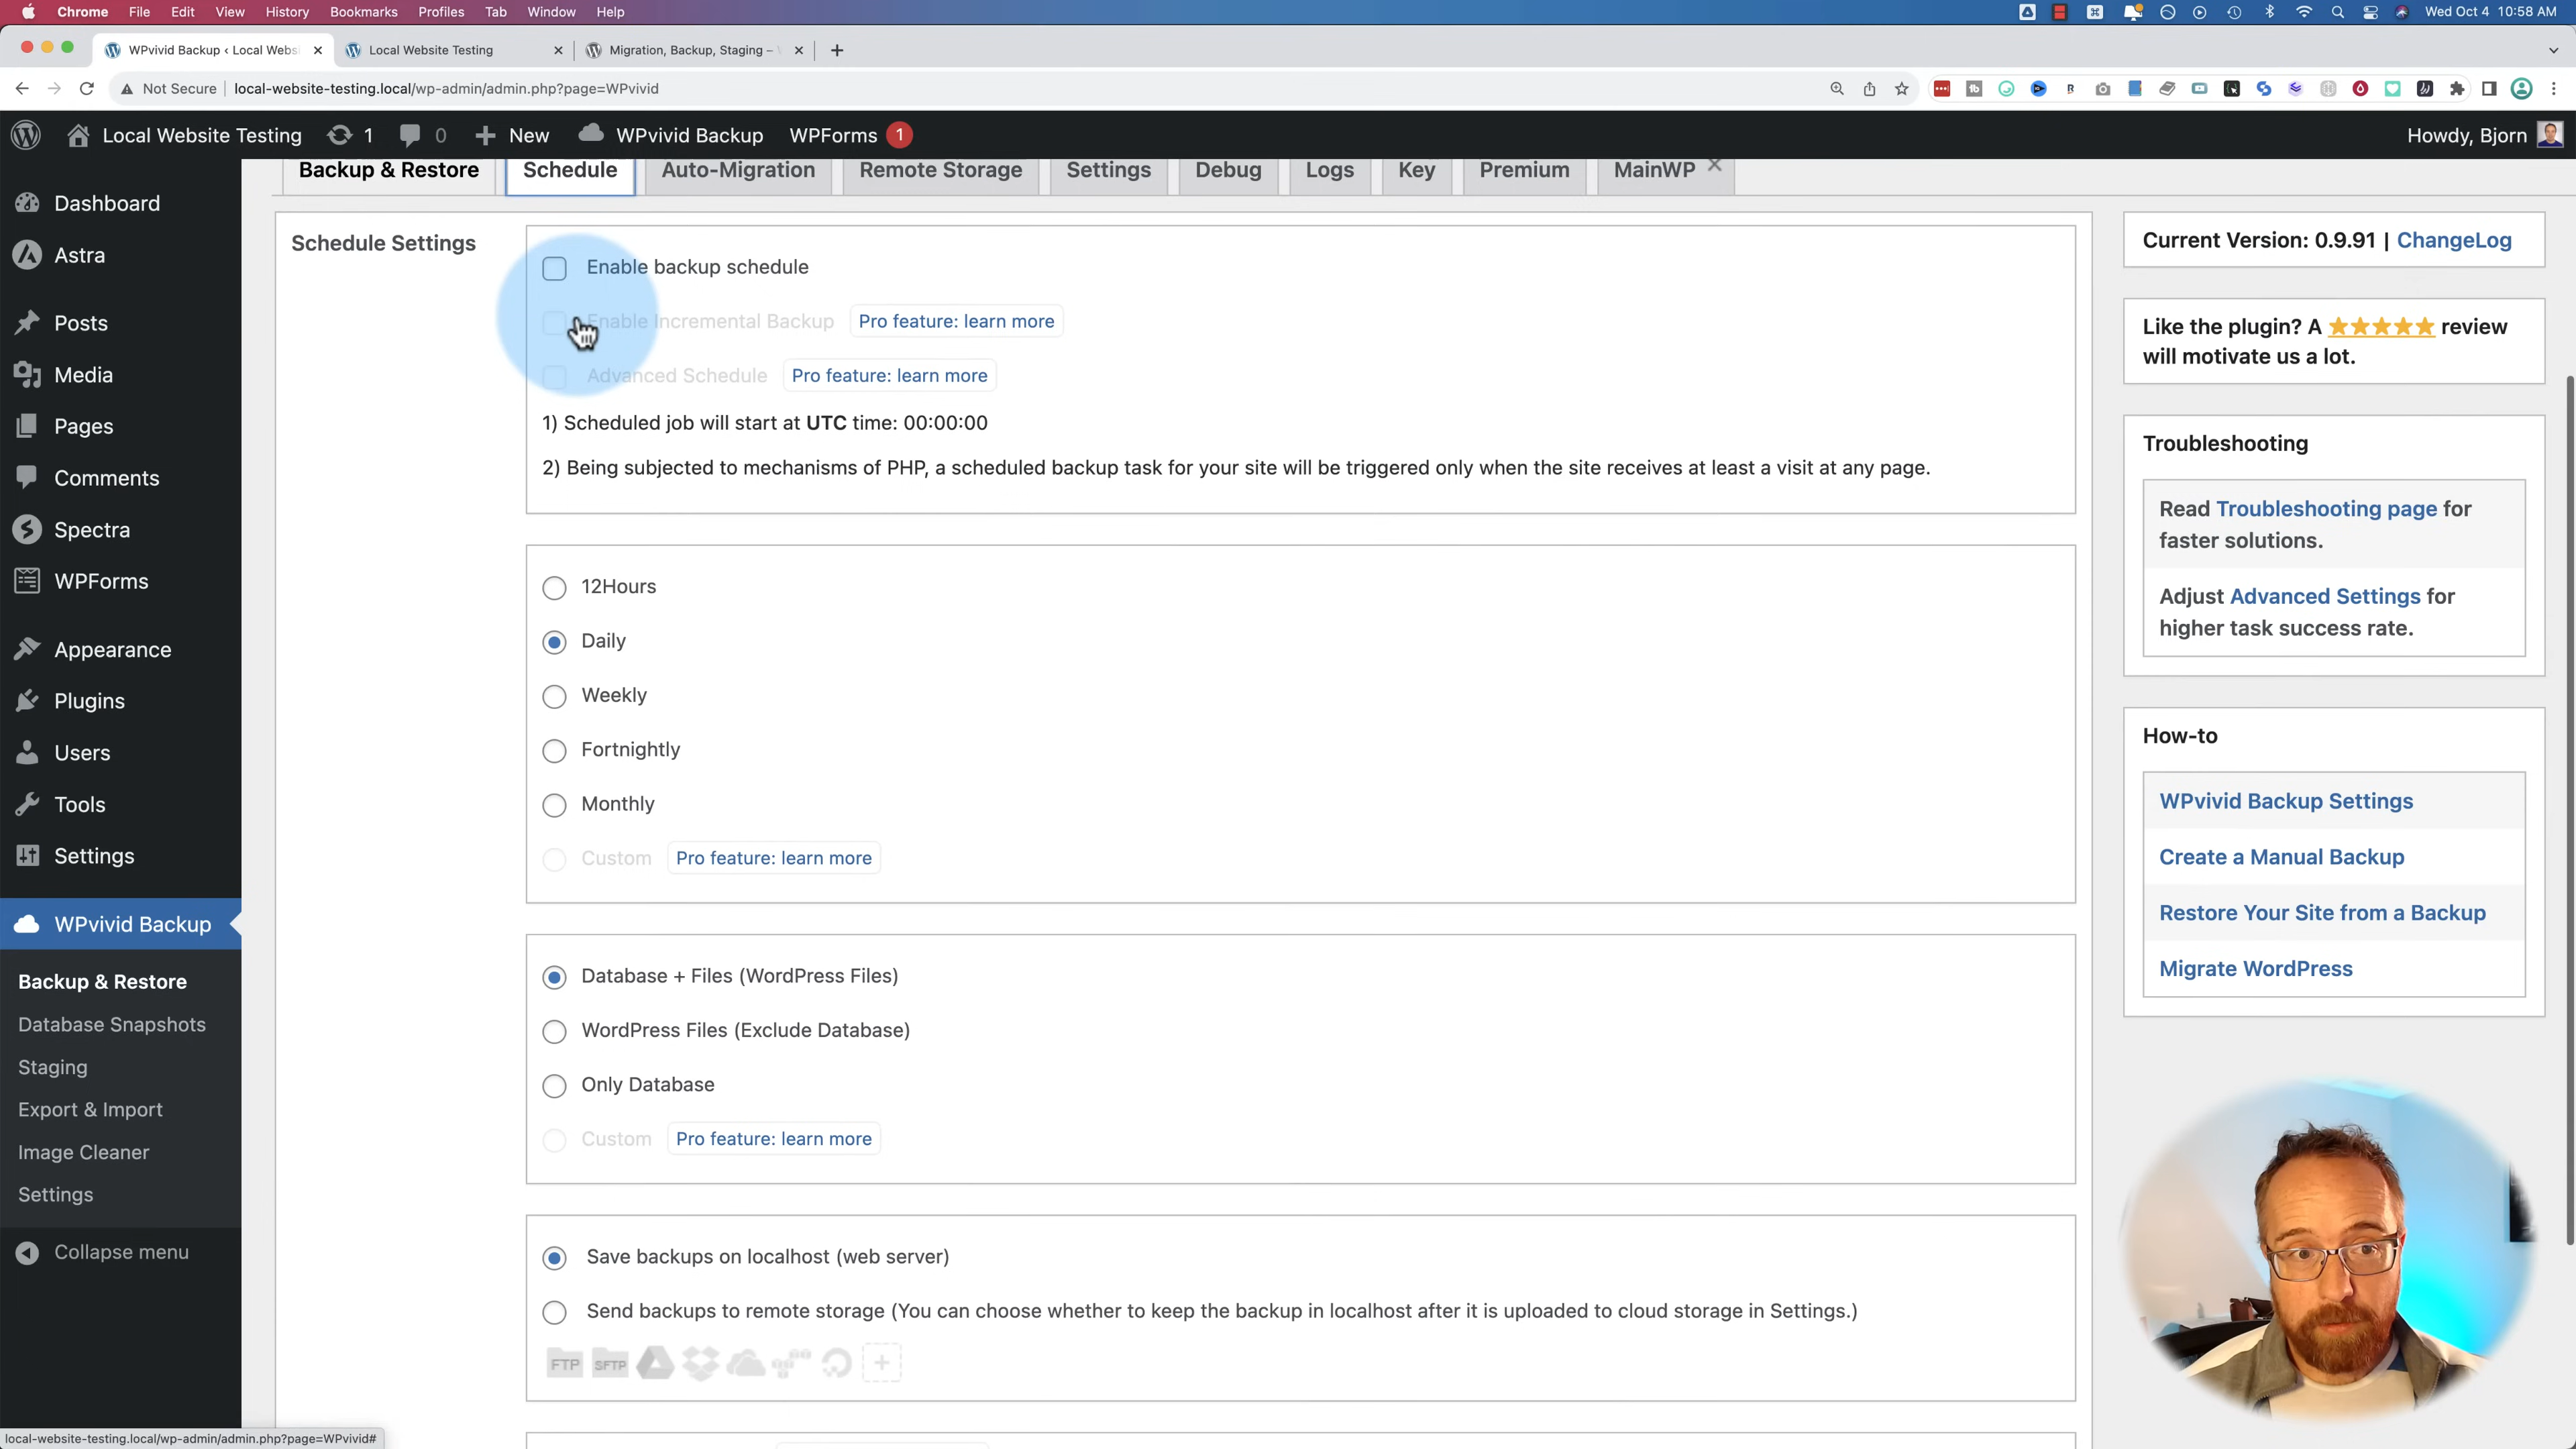 Chrome File Edit View History Bookmarks Profiles Tab Window Help Wed Oct 4 10:58 AM
WPvivid Backup ‹ Local Websi Local Website Testing Migration, Backup, Staging –
Not Secure local-website-testing.local/wp-admin/admin.php?page=WPvivid
Local Website Testing 1 0 New WPvivid Backup WPForms 1 Howdy, Bjorn
Backup & Restore Schedule Auto-Migration Remote Storage Settings Debug Logs Key Premium MainWP
Dashboard
Astra
Posts
Media
Pages
Comments
Spectra
WPForms
Appearance
Plugins
Users
Tools
Settings
WPvivid Backup
Backup & Restore
Database Snapshots
Staging
Export & Import
Image Cleaner
Settings
Collapse menu
Schedule Settings
Enable backup schedule
Enable Incremental Backup Pro feature: learn more
Advanced Schedule Pro feature: learn more
1) Scheduled job will start at UTC time: 00:00:00
2) Being subjected to mechanisms of PHP, a scheduled backup task for your site will be triggered only when the site receives at least a visit at any page.
12Hours
Daily
Weekly
Fortnightly
Monthly
Custom Pro feature: learn more
Database + Files (WordPress Files)
WordPress Files (Exclude Database)
Only Database
Custom Pro feature: learn more
Save backups on localhost (web server)
Send backups to remote storage (You can choose whether to keep the backup in localhost after it is uploaded to cloud storage in Settings.)
FTP SFTP
Current Version: 0.9.91 | ChangeLog
Like the plugin? A ★★★★★ review
will motivate us a lot.
Troubleshooting
Read Troubleshooting page for
faster solutions.
Adjust Advanced Settings for
higher task success rate.
How-to
WPvivid Backup Settings
Create a Manual Backup
Restore Your Site from a Backup
Migrate WordPress
local-website-testing.local/wp-admin/admin.php?page=WPvivid#